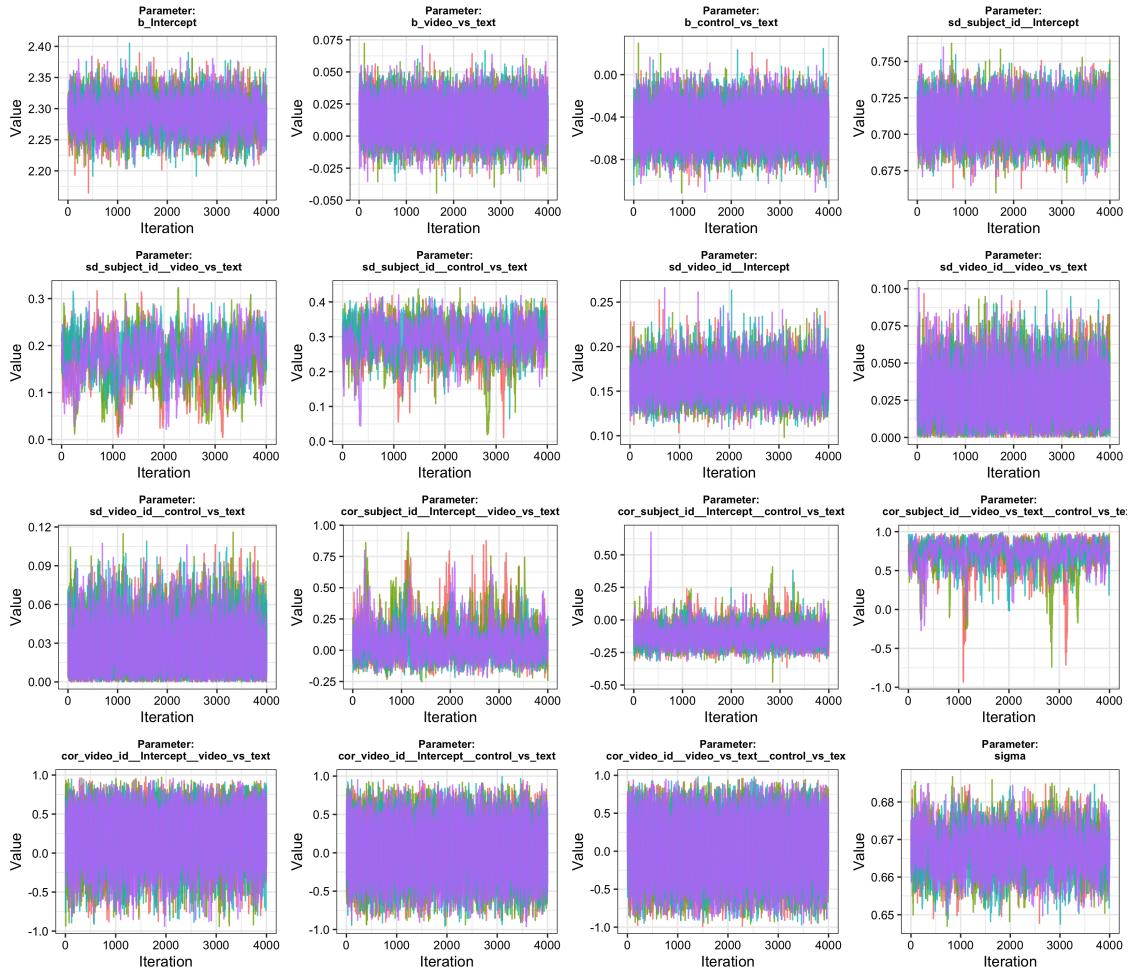 Parameter:
b_Intercept
Value
2.40
2.35
2.30
2.25
2.20
0 1000 2000 3000 4000
Iteration
Parameter:
b_video_vs_text
Value
0.075
0.050
0.025
0.000
-0.025
-0.050
0 1000 2000 3000 4000
Iteration
Parameter:
b_control_vs_text
Value
0.00
-0.04
-0.08
0 1000 2000 3000 4000
Iteration
Parameter:
sd_subject_id__Intercept
Value
0.750
0.725
0.700
0.675
0 1000 2000 3000 4000
Iteration
Parameter:
sd_subject_id__video_vs_text
Value
0.3
0.2
0.1
0.0
0 1000 2000 3000 4000
Iteration
Parameter:
sd_subject_id__control_vs_text
Value
0.4
0.3
0.2
0.1
0.0
0 1000 2000 3000 4000
Iteration
Parameter:
sd_video_id__Intercept
Value
0.25
0.20
0.15
0.10
0 1000 2000 3000 4000
Iteration
Parameter:
sd_video_id__video_vs_text
Value
0.100
0.075
0.050
0.025
0.000
0 1000 2000 3000 4000
Iteration
Parameter:
sd_video_id__control_vs_text
Value
0.12
0.09
0.06
0.03
0.00
0 1000 2000 3000 4000
Iteration
Parameter:
cor_subject_id__Intercept__video_vs_text
Value
1.00
0.75
0.50
0.25
0.00
-0.25
0 1000 2000 3000 4000
Iteration
Parameter:
cor_subject_id__Intercept__control_vs_text
Value
0.50
0.25
0.00
-0.25
-0.50
0 1000 2000 3000 4000
Iteration
Parameter:
cor_subject_id__video_vs_text__control_vs_te
Value
1.0
0.5
0.0
-0.5
-1.0
0 1000 2000 3000 4000
Iteration
Parameter:
cor_video_id__Intercept__video_vs_text
Value
1.0
0.5
0.0
-0.5
-1.0
0 1000 2000 3000 4000
Iteration
Parameter:
cor_video_id__Intercept__control_vs_text
Value
1.0
0.5
0.0
-0.5
-1.0
0 1000 2000 3000 4000
Iteration
Parameter:
cor_video_id__video_vs_text__control_vs_tex
Value
1.0
0.5
0.0
-0.5
-1.0
0 1000 2000 3000 4000
Iteration
Parameter:
sigma
Value
0.68
0.67
0.66
0.65
0 1000 2000 3000 4000
Iteration